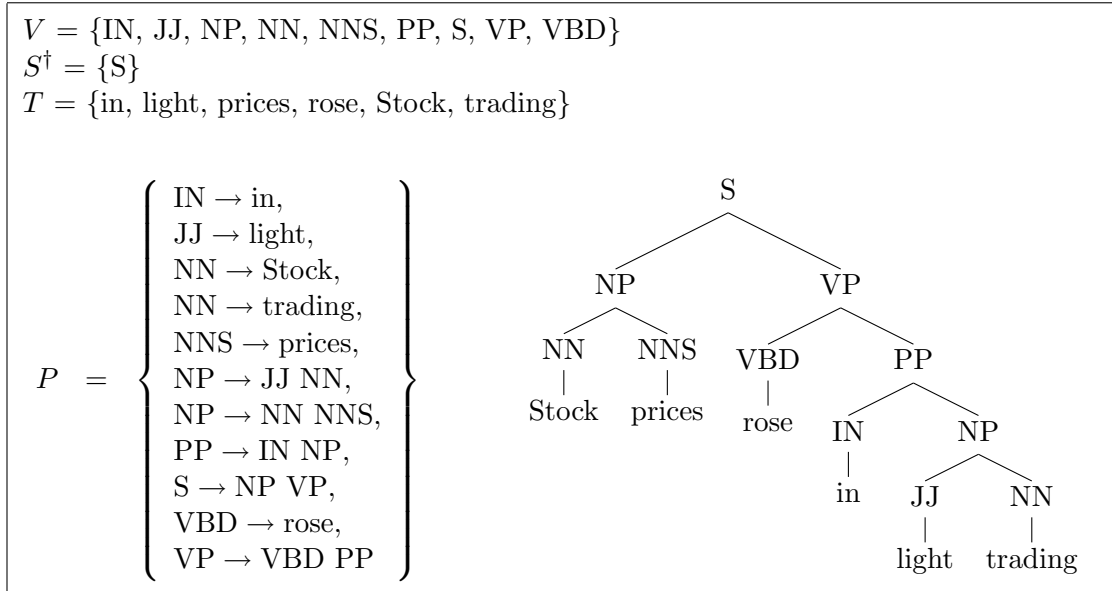 V = {IN, JJ, NP, NN, NNS, PP, S, VP, VBD}
S† = {S}
T = {in, light, prices, rose, Stock, trading}
P = {
IN → in,
JJ → light,
NN → Stock,
NN → trading,
NNS → prices,
NP → JJ NN,
NP → NN NNS,
PP → IN NP,
S → NP VP,
VBD → rose,
VP → VBD PP
}
S
NP VP
NN NNS VBD PP
Stock prices rose IN NP
in JJ NN
light trading